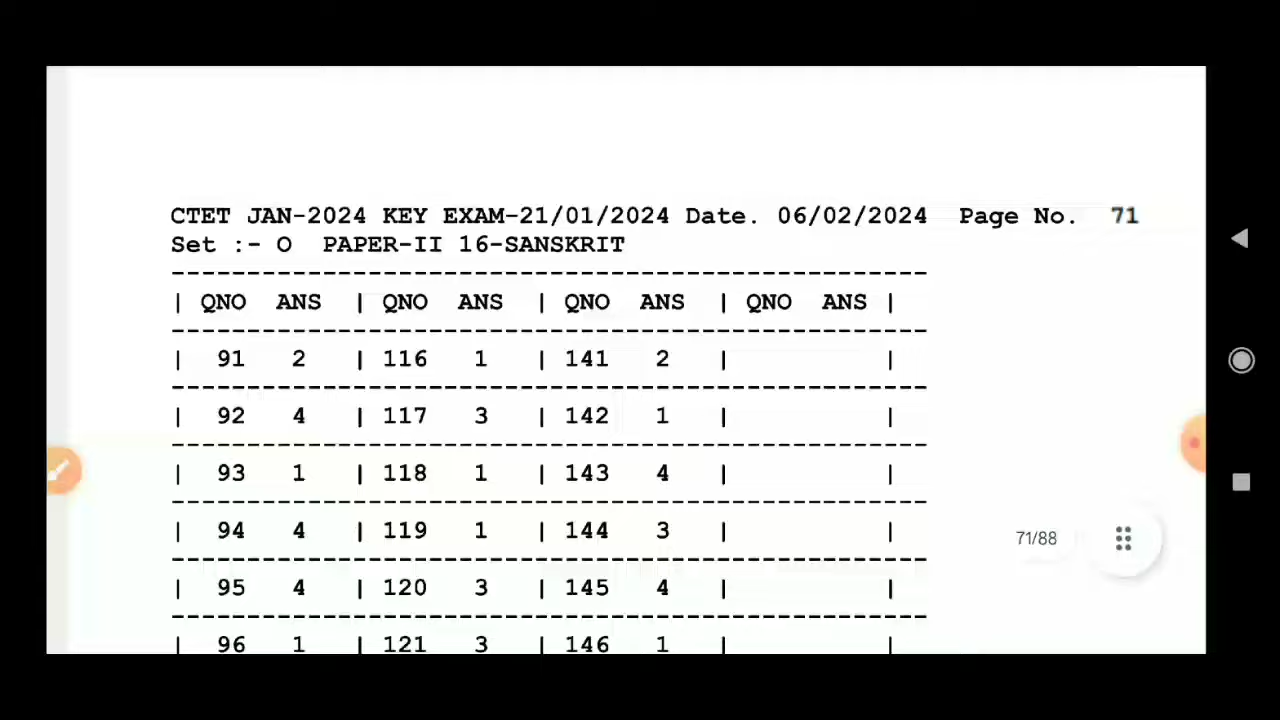 CTET JAN-2024 KEY EXAM-21/01/2024 Date. 06/02/2024 Page No. 71
Set :- O PAPER-II 16-SANSKRIT
| QNO ANS | QNO ANS | QNO ANS | QNO ANS |
| 91 2 | 116 1 | 141 2 | |
| 92 4 | 117 3 | 142 1 | |
| 93 1 | 118 1 | 143 4 | |
| 94 4 | 119 1 | 144 3 | |
71/88
| 95 4 | 120 3 | 145 4 | |
| 96 1 | 121 3 | 146 1 | |